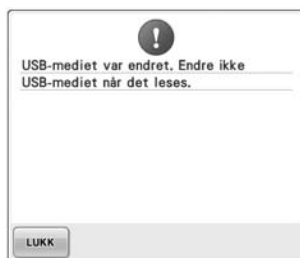 USB-mediet var endret. Endre ikke
USB-mediet når det leses.
LUKK